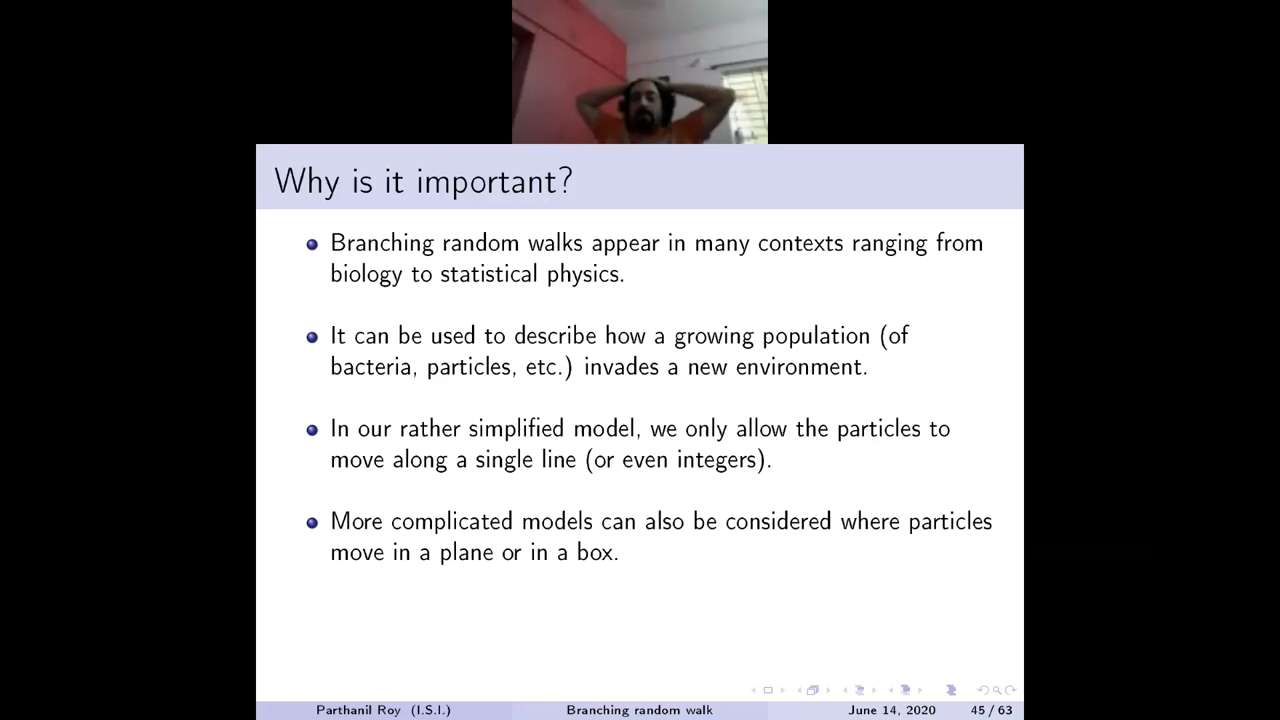 Why is it important?
Branching random walks appear in many contexts ranging from
biology to statistical physics.
It can be used to describe how a growing population (of
bacteria, particles, etc.) invades a new environment.
In our rather simplified model, we only allow the particles to
move along a single line (or even integers).
More complicated models can also be considered where particles
move in a plane or in a box.
Parthanil Roy (I.S.I.) Branching random walk June 14, 2020 45 / 63